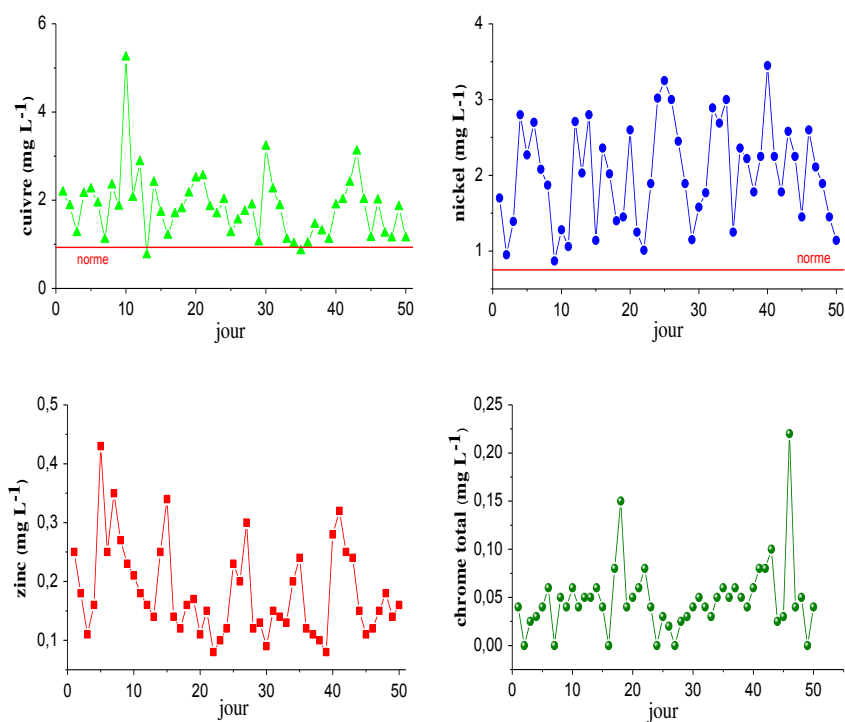 6
4
2
0
cuivre (mg L-1)
norme
0 10 20 30 40 50
jour
4
3
2
1
nickel (mg L-1)
norme
0 10 20 30 40 50
jour
0,5
0,4
0,3
0,2
0,1
zinc (mg L-1)
0 10 20 30 40 50
jour
0,25
0,20
0,15
0,10
0,05
0,00
chrome total (mg L-1)
0 10 20 30 40 50
jour